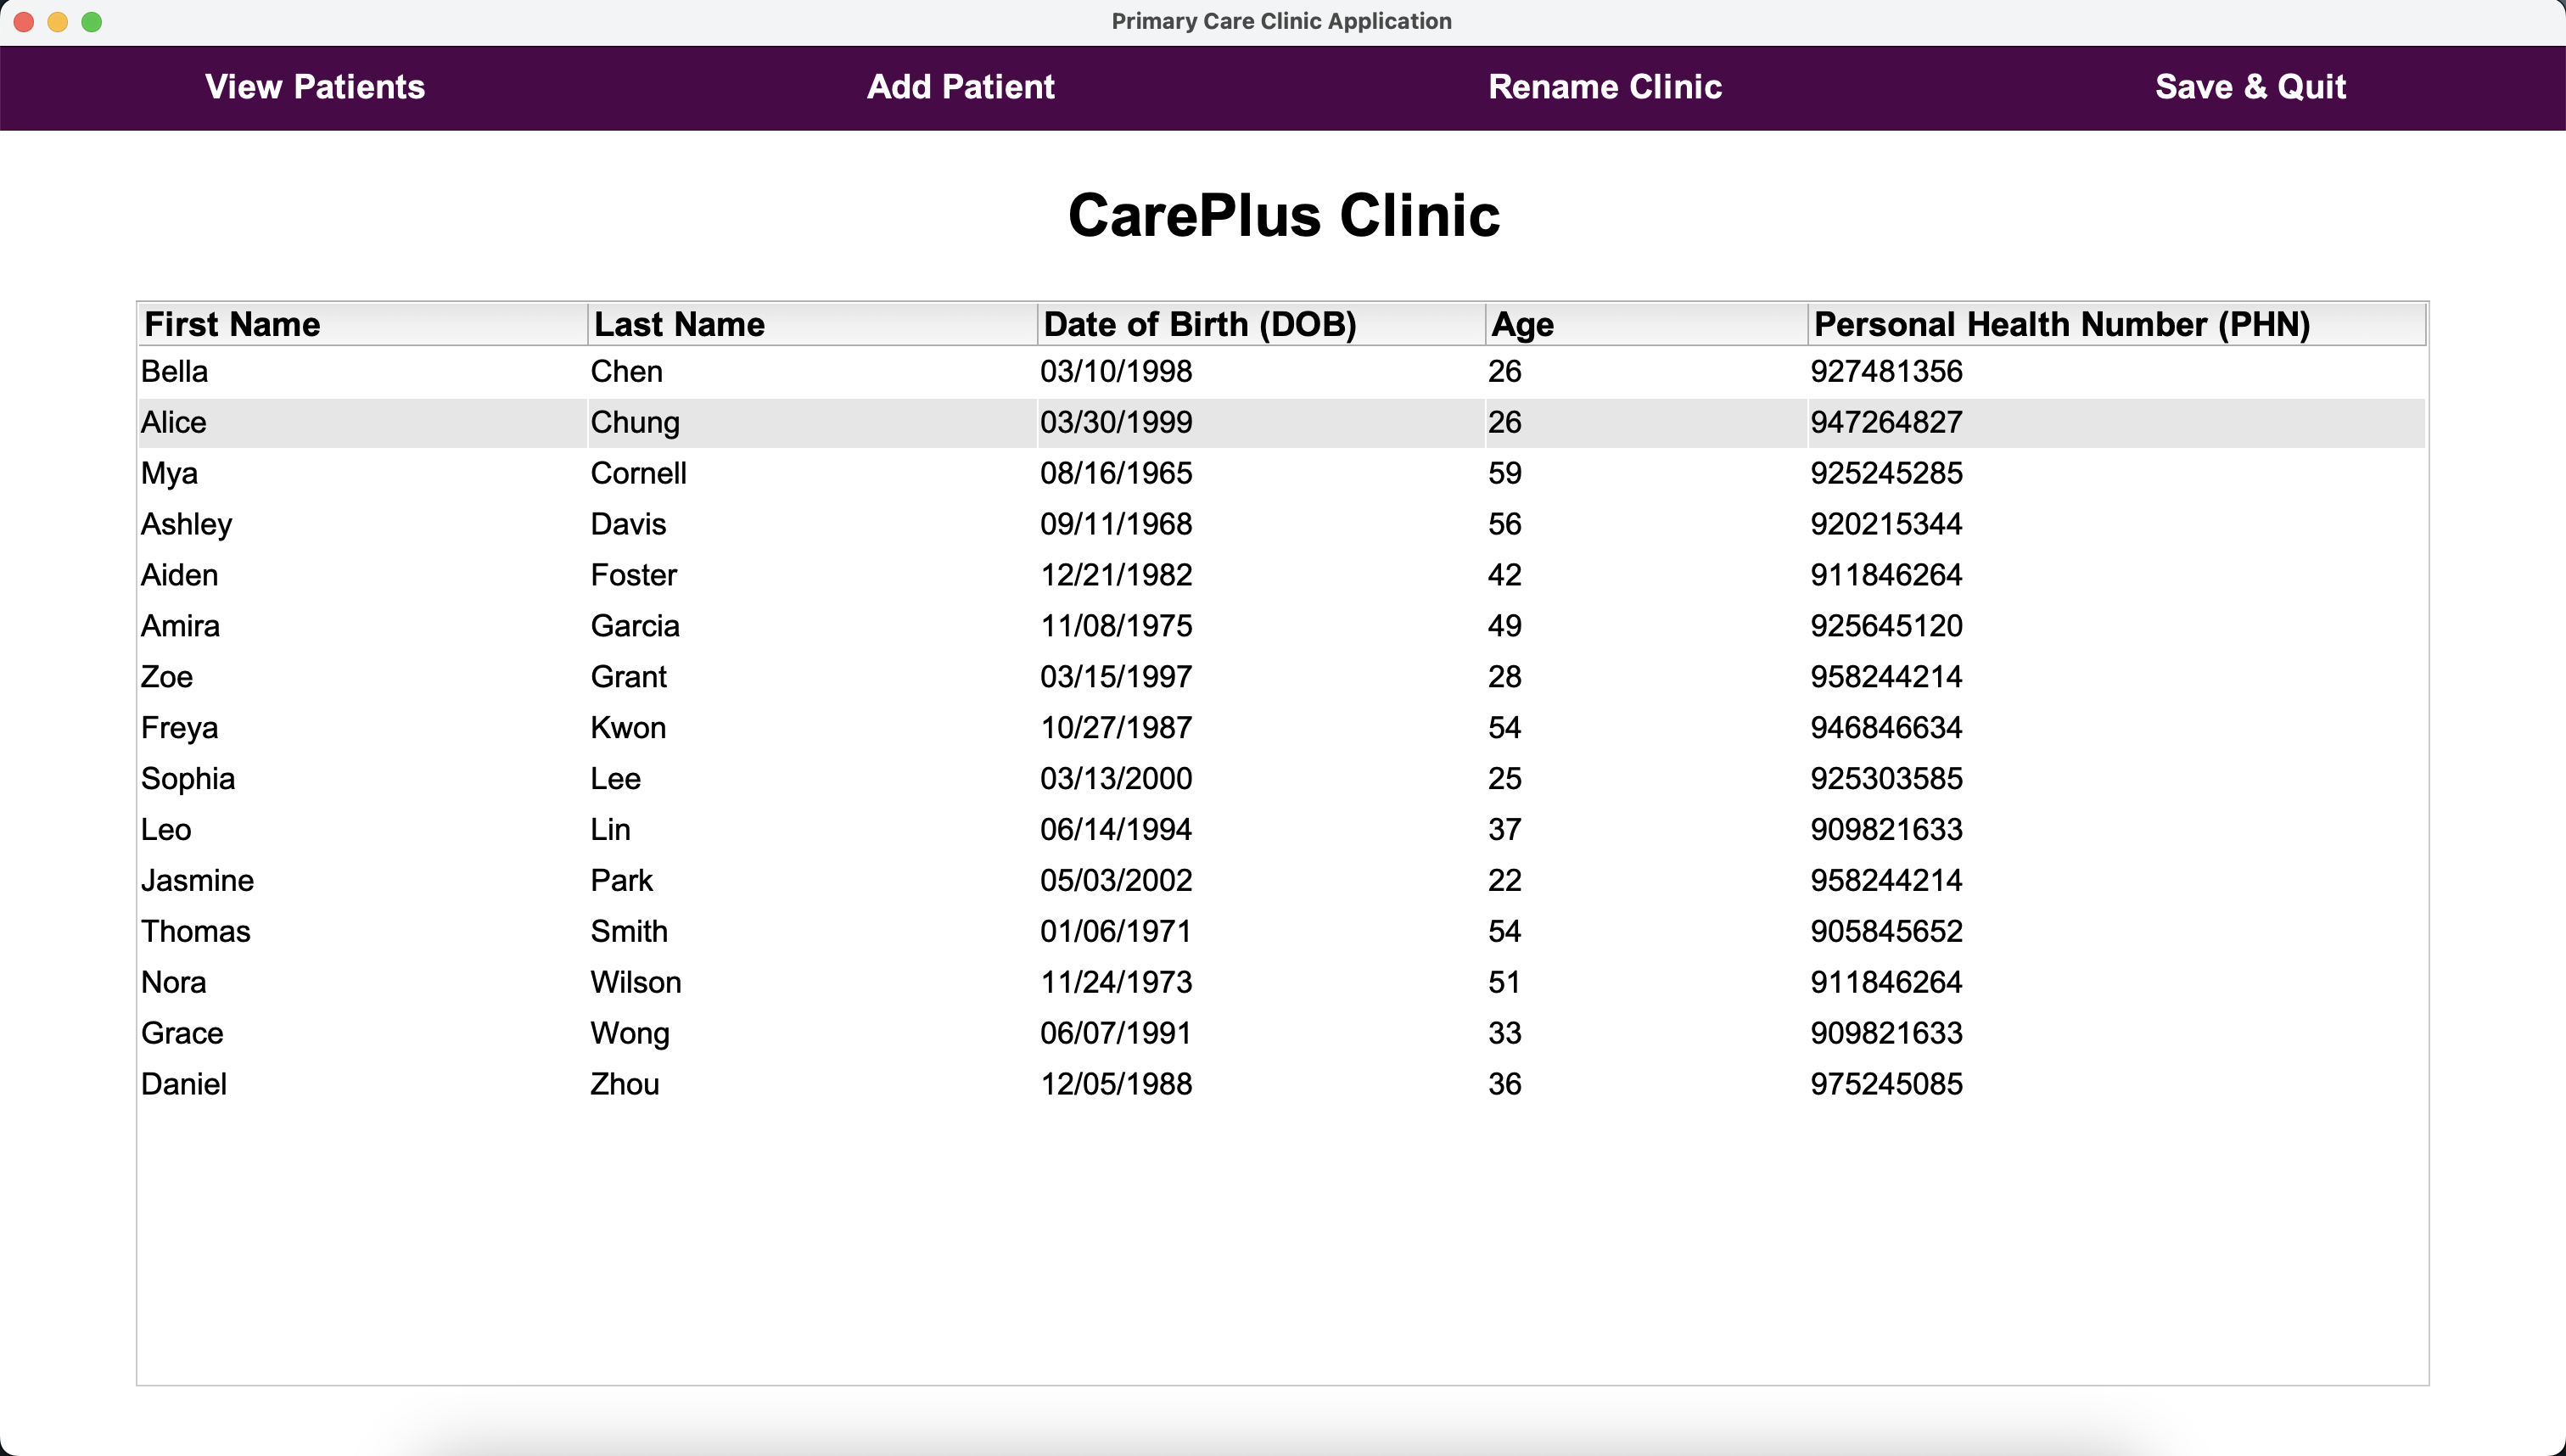 Primary Care Clinic Application
View Patients Add Patient Rename Clinic Save & Quit
CarePlus Clinic
First Name Last Name Date of Birth (DOB) Age Personal Health Number (PHN)
Bella Chen 03/10/1998 26 927481356
Alice Chung 03/30/1999 26 947264827
Mya Cornell 08/16/1965 59 925245285
Ashley Davis 09/11/1968 56 920215344
Aiden Foster 12/21/1982 42 911846264
Amira Garcia 11/08/1975 49 925645120
Zoe Grant 03/15/1997 28 958244214
Freya Kwon 10/27/1987 54 946846634
Sophia Lee 03/13/2000 25 925303585
Leo Lin 06/14/1994 37 909821633
Jasmine Park 05/03/2002 22 958244214
Thomas Smith 01/06/1971 54 905845652
Nora Wilson 11/24/1973 51 911846264
Grace Wong 06/07/1991 33 909821633
Daniel Zhou 12/05/1988 36 975245085